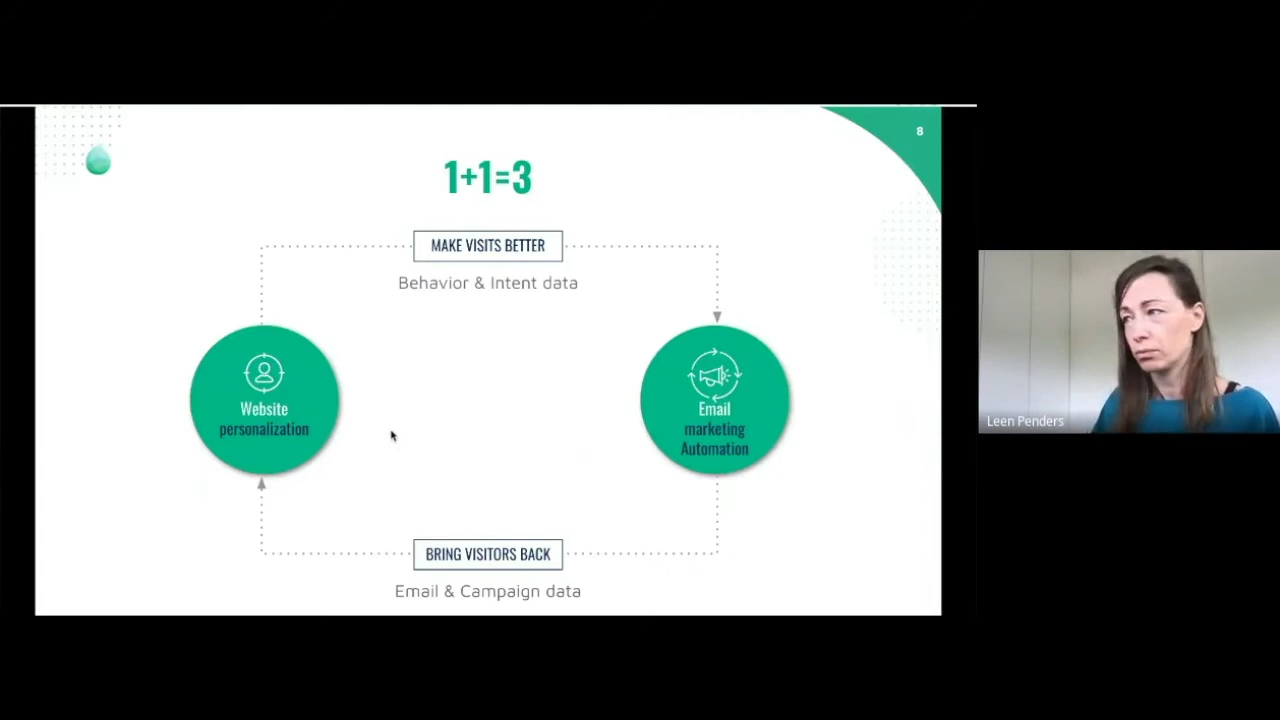 8
1+1=3
MAKE VISITS BETTER
Behavior & Intent data
Website
personalization
Email
marketing
Automation
Leen Penders
BRING VISITORS BACK
Email & Campaign data